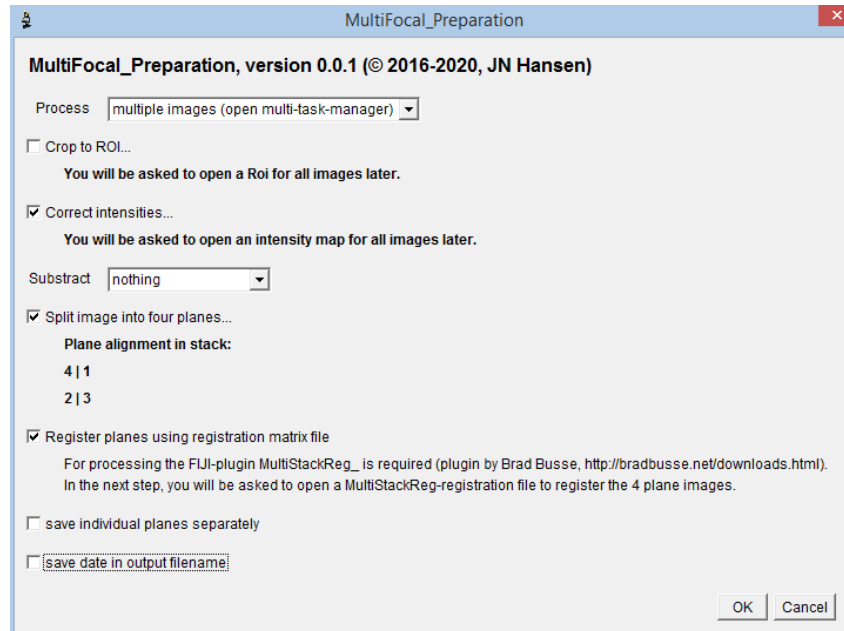 MultiFocal_Preparation
MultiFocal_Preparation, version 0.0.1 (© 2016-2020, JN Hansen)
Process multiple images (open multi-task-manager)
Crop to ROI...
You will be asked to open a Roi for all images later.
Correct intensities...
You will be asked to open an intensity map for all images later.
Substract nothing
Split image into four planes...
Plane alignment in stack:
4 | 1
2 | 3
Register planes using registration matrix file
For processing the FIJI-plugin MultiStackReg_ is required (plugin by Brad Busse, http://bradbusse.net/downloads.html).
In the next step, you will be asked to open a MultiStackReg-registration file to register the 4 plane images.
save individual planes separately
save date in output filename
OK Cancel